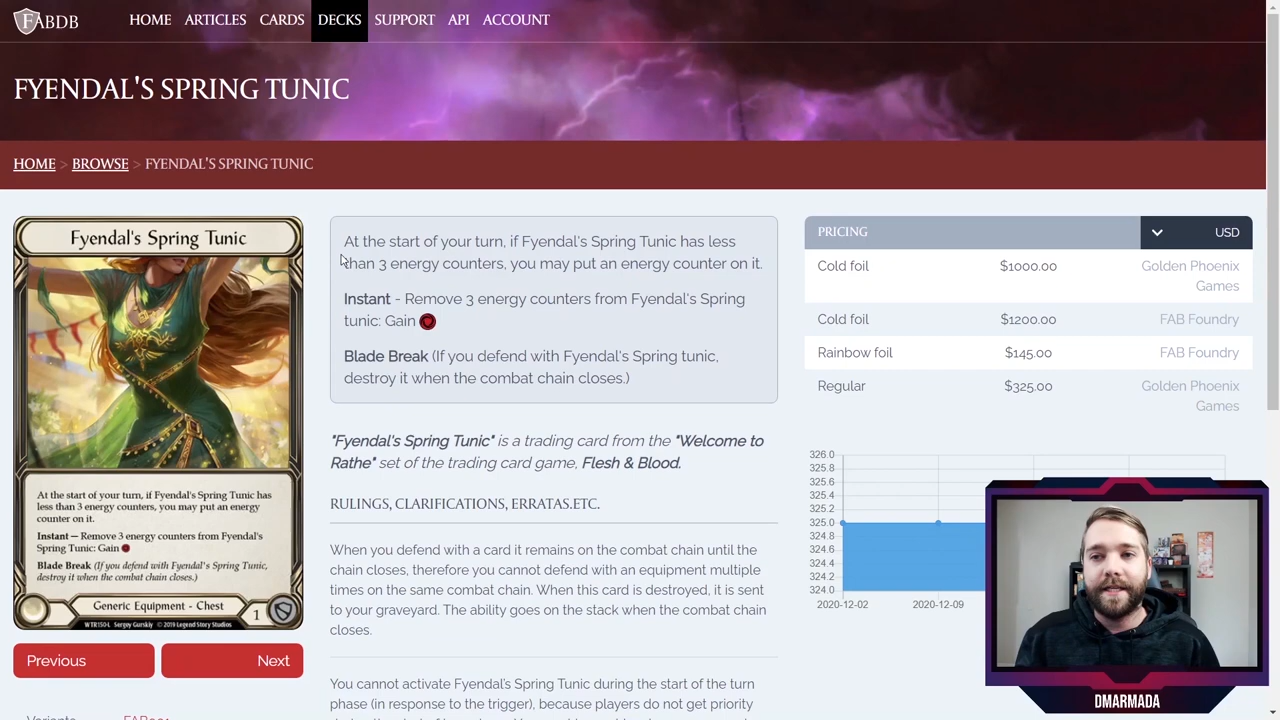 FABDB
HOME ARTICLES CARDS DECKS SUPPORT API ACCOUNT
FYENDAL'S SPRING TUNIC
HOME > BROWSE > FYENDAL'S SPRING TUNIC
Fyendal's Spring Tunic
At the start of your turn, if Fyendal's Spring Tunic has
less than 3 energy counters, you may put an energy
counter on it.
Instant — Remove 3 energy counters from Fyendal's
Spring Tunic: Gain
Blade Break (If you defend with Fyendal's Spring Tunic,
destroy it when the combat chain closes.)
Generic Equipment - Chest
1
WTR150-L Sergey Gurskiy © 2019 Legend Story Studios
Previous
Next
At the start of your turn, if Fyendal's Spring Tunic has less
than 3 energy counters, you may put an energy counter on it.
Instant - Remove 3 energy counters from Fyendal's Spring
tunic: Gain
Blade Break (If you defend with Fyendal's Spring tunic,
destroy it when the combat chain closes.)
"Fyendal's Spring Tunic" is a trading card from the "Welcome to
Rathe" set of the trading card game, Flesh & Blood.
RULINGS, CLARIFICATIONS, ERRATAS.ETC.
When you defend with a card it remains on the combat chain until the
chain closes, therefore you cannot defend with an equipment multiple
times on the same combat chain. When this card is destroyed, it is sent
to your graveyard. The ability goes on the stack when the combat chain
closes.
You cannot activate Fyendal's Spring Tunic during the start of the turn
phase (in response to the trigger), because players do not get priority
PRICING
USD
Cold foil $1000.00 Golden Phoenix
Games
Cold foil $1200.00 FAB Foundry
Rainbow foil $145.00 FAB Foundry
Regular $325.00 Golden Phoenix
Games
326.0
325.8
325.6
325.4
325.2
325.0
324.8
324.6
324.4
324.2
324.0
2020-12-02 2020-12-09
DMARMADA